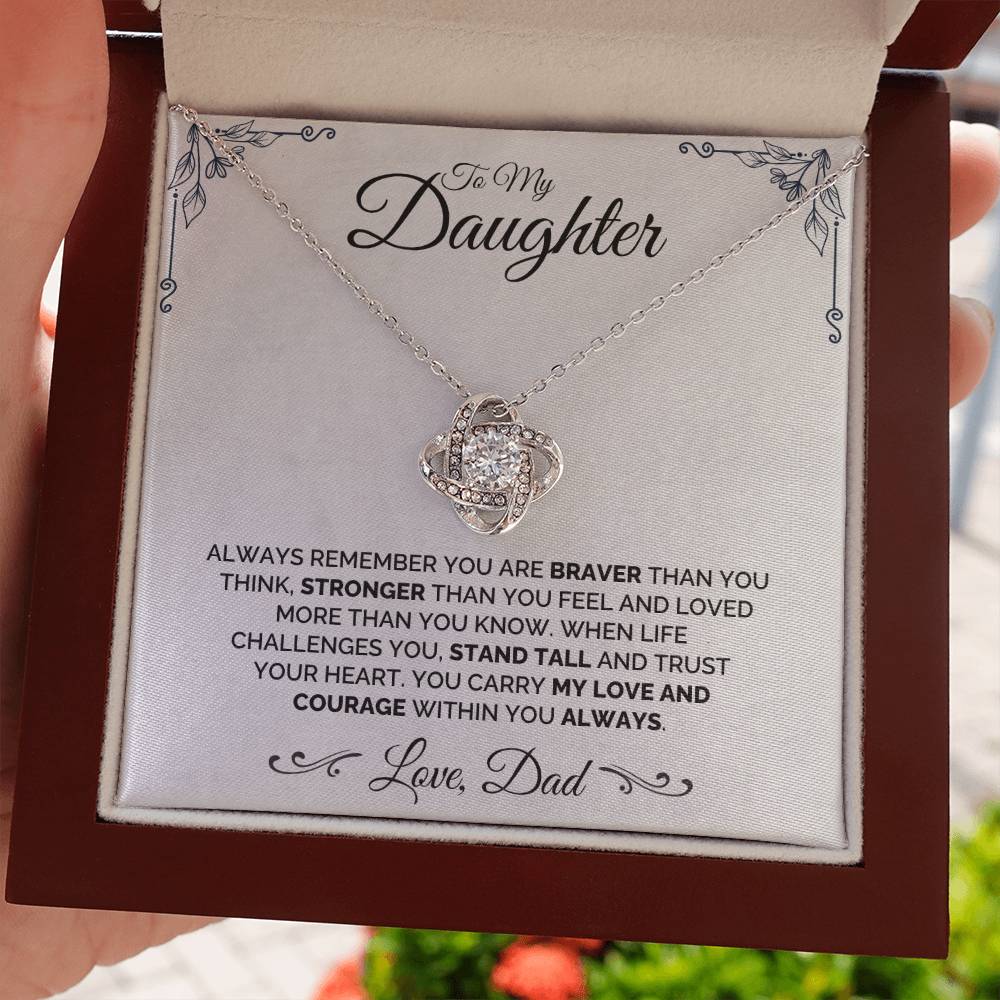 To My
Daughter
ALWAYS REMEMBER YOU ARE BRAVER THAN YOU
THINK, STRONGER THAN YOU FEEL AND LOVED
MORE THAN YOU KNOW. WHEN LIFE
CHALLENGES YOU, STAND TALL AND TRUST
YOUR HEART. YOU CARRY MY LOVE AND
COURAGE WITHIN YOU ALWAYS.
Love, Dad